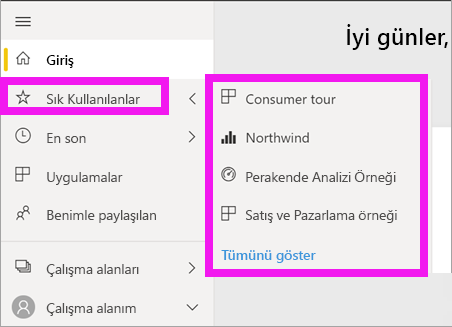 İyi günler,
Giriş
Sık Kullanılanlar
En son
Uygulamalar
Benimle paylaşılan
Çalışma alanları
Çalışma alanım
Consumer tour
Northwind
Perakende Analizi Örneği
Satış ve Pazarlama örneği
Tümünü göster